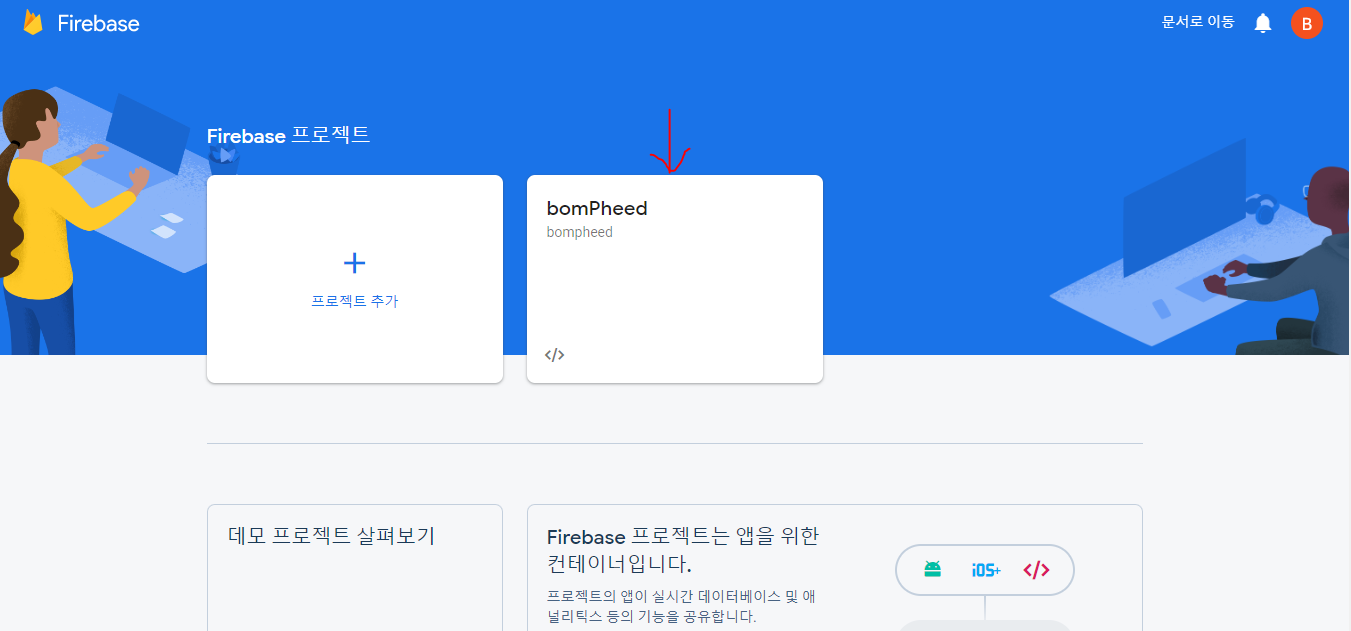 Firebase
문서로 이동
B
Firebase 프로젝트
프로젝트 추가
bomPheed
bompheed
</>
데모 프로젝트 살펴보기
Firebase 프로젝트는 앱을 위한
컨테이너입니다.
프로젝트의 앱이 실시간 데이터베이스 및 애
널리틱스 등의 기능을 공유합니다.
iOS+
</>